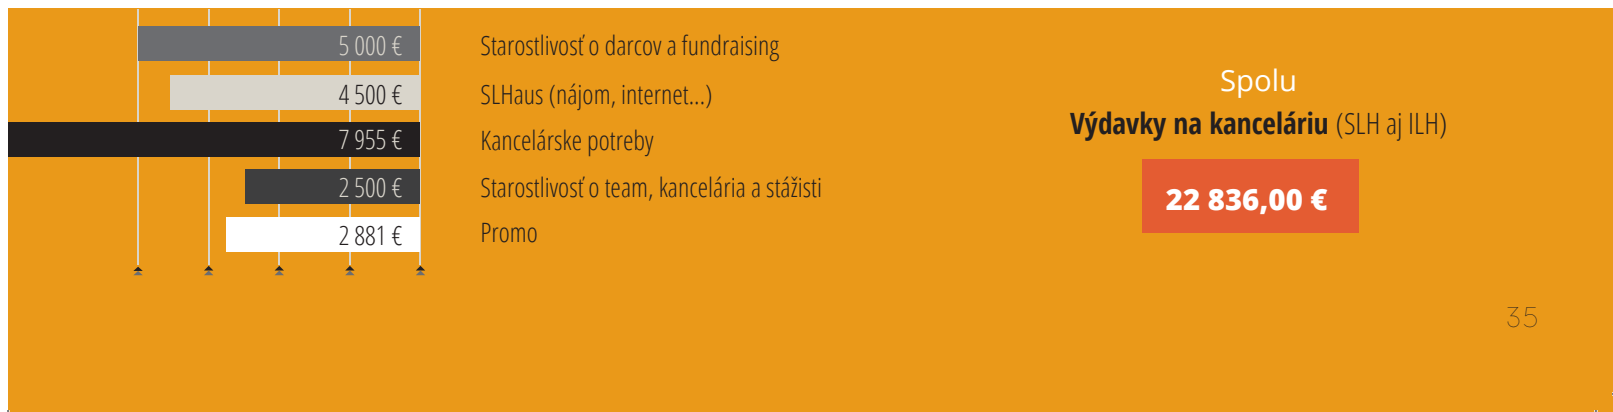 5 000 € Starostlivosť o darcov a fundraising
4 500 € SLHaus (nájom, internet...)
7 955 € Kancelárske potreby
2 500 € Starostlivosť o team, kancelária a stážisti
2 881 € Promo
Spolu
Výdavky na kanceláriu (SLH aj ILH)
22 836,00 €
35